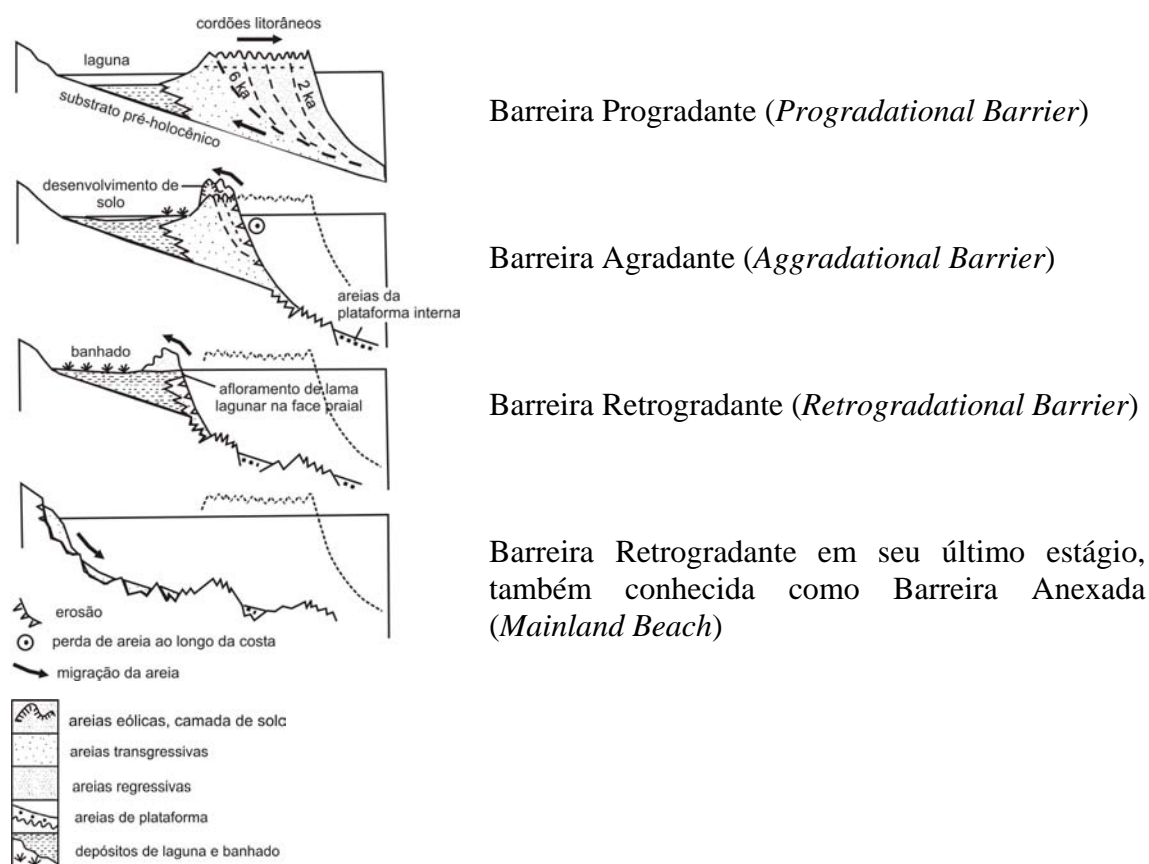 cordões litorâneos
laguna
6 ka
2 ka
substrato pré-holocênico
Barreira Progradante (Progradational Barrier)
desenvolvimento de
solo
Barreira Agradante (Aggradational Barrier)
areias da
plataforma interna
banhado
afloramento de lama
lagunar na face praial
Barreira Retrogradante (Retrogradational Barrier)
Barreira Retrogradante em seu último estágio,
também conhecida como Barreira Anexada
(Mainland Beach)
erosão
perda de areia ao longo da costa
migração da areia
areias eólicas, camada de solo
areias transgressivas
areias regressivas
areias de plataforma
depósitos de laguna e banhado